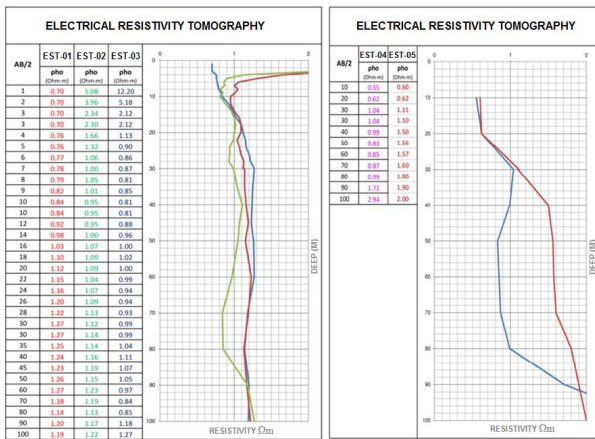 ELECTRICAL RESISTIVITY TOMOGRAPHY
AB/2 EST-01 EST-02 EST-03
pho pho pho
(Ohm-m) (Ohm-m) (Ohm-m)
1 0.70 5.08 12.20
2 0.70 3.96 5.18
3 0.70 2.34 2.12
3 0.70 2.30 2.12
4 0.76 1.66 1.13
5 0.76 1.32 0.90
6 0.77 1.06 0.86
7 0.78 1.00 0.87
8 0.79 1.05 0.81
9 0.82 1.01 0.85
10 0.84 0.95 0.81
10 0.84 0.95 0.81
12 0.92 0.95 0.88
14 0.98 1.00 0.96
16 1.03 1.07 1.00
18 1.10 1.09 1.02
20 1.12 1.09 1.00
22 1.15 1.04 0.99
24 1.16 1.07 0.94
26 1.20 1.09 0.94
28 1.22 1.13 0.93
30 1.27 1.12 0.99
30 1.27 1.14 0.99
35 1.25 1.14 1.04
40 1.24 1.16 1.11
45 1.23 1.19 1.07
50 1.26 1.15 1.05
60 1.27 1.23 0.97
70 1.18 1.19 0.84
80 1.14 1.13 0.85
90 1.20 1.17 1.18
100 1.19 1.22 1.27
0 1 2
0
10
20
30
40
50
60
70
80
90
100
DEEP (M)
RESISTIVITY Ωm
ELECTRICAL RESISTIVITY TOMOGRAPHY
AB/2 EST-04 EST-05
pho pho
(Ohm-m) (Ohm-m)
10 0.55 0.60
20 0.62 0.62
30 1.04 1.11
30 1.04 1.10
40 0.99 1.50
50 0.83 1.56
60 0.85 1.57
70 0.87 1.60
80 0.99 1.80
90 1.71 1.90
100 2.94 2.00
0 1 2
0
10
20
30
40
50
60
70
80
90
100
DEEP (M)
RESISTIVITY Ωm